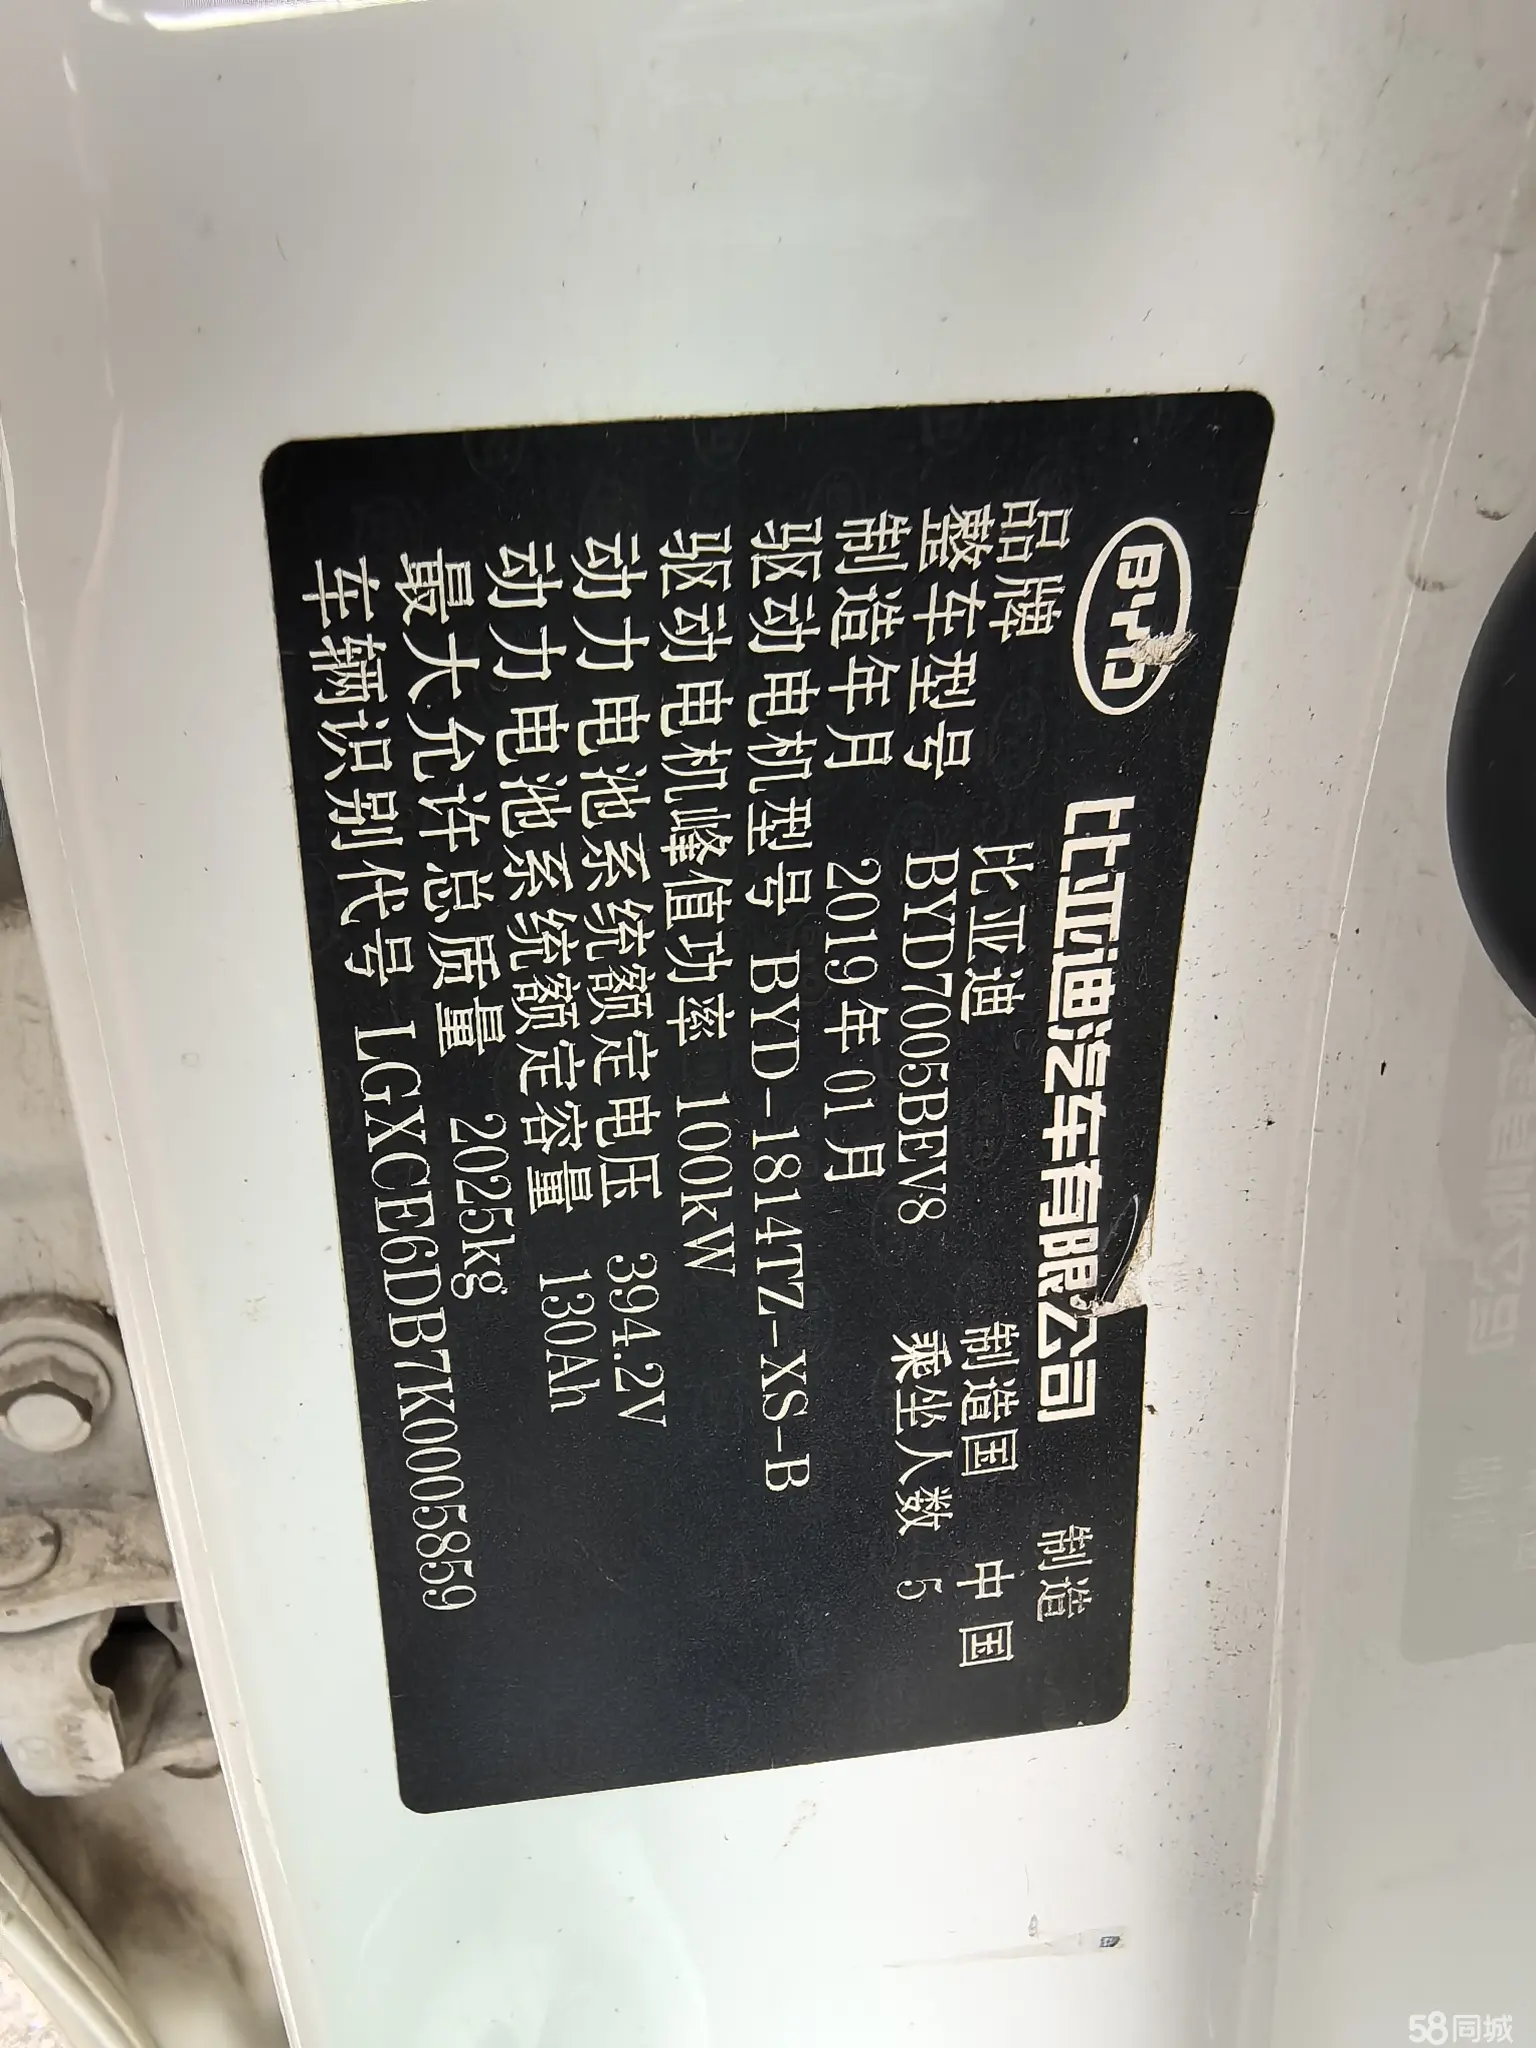 BYD 比亚迪汽车有限公司 制造
品牌 比亚迪 制造国 中国
整车型号 BYD7005BEV8 乘坐人数 5
制造年月 2019年01月
驱动电机型号 BYD-1814TZ-XS-B
驱动电机峰值功率 100kW
动力电池系统额定电压 394.2V
动力电池系统额定容量 130Ah
最大允许总质量 2025kg
车辆识别代号 LGXCE6DB7K0005859
58同城